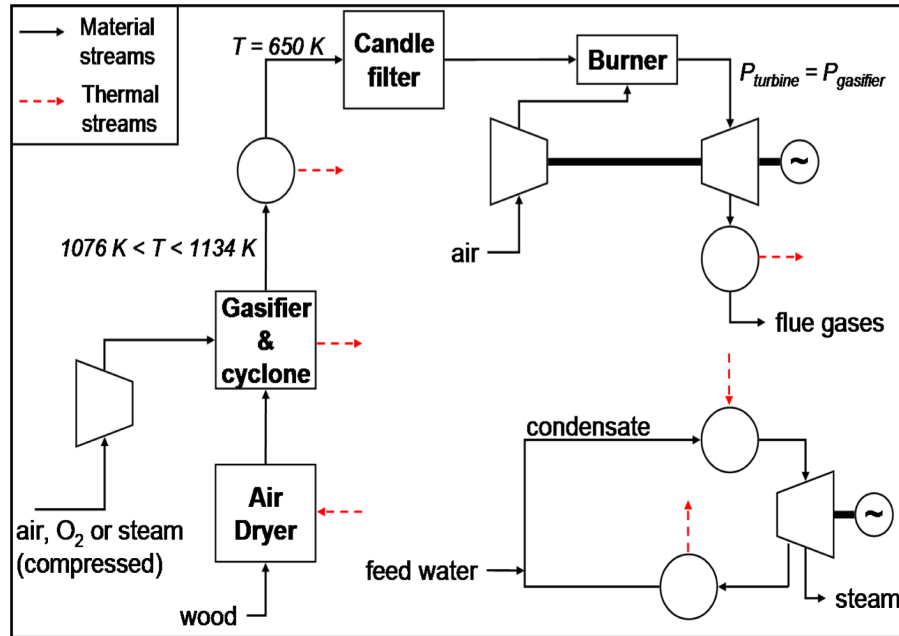 Material
streams
Thermal
streams
T = 650 K
Candle
filter
Burner
P_turbine = P_gasifier
~
air
1076 K < T < 1134 K
Gasifier
&
cyclone
flue gases
condensate
Air
Dryer
air, O₂ or steam
(compressed)
~
feed water
wood
steam